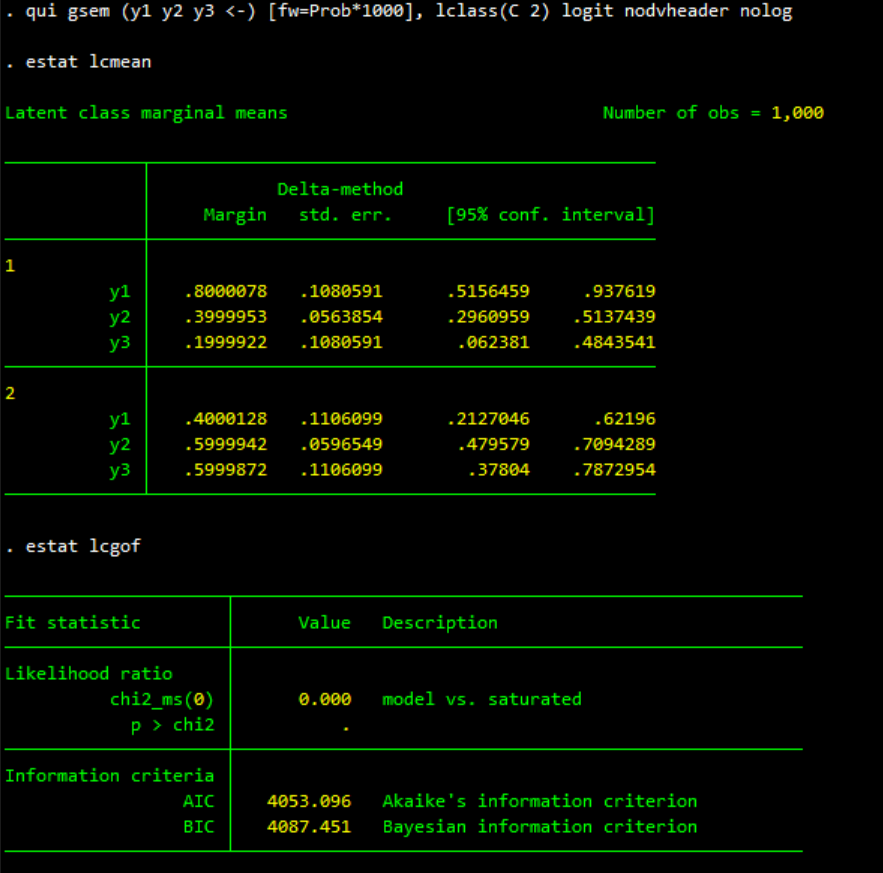 . qui gsem (y1 y2 y3 <-) [fw=Prob*1000], lclass(C 2) logit nodvheader nolog
. estat lcmean
Latent class marginal means Number of obs = 1,000
Delta-method
Margin std. err. [95% conf. interval]
1
y1 .8000078 .1080591 .5156459 .937619
y2 .3999953 .0563854 .2960959 .5137439
y3 .1999922 .1080591 .062381 .4843541
2
y1 .4000128 .1106099 .2127046 .62196
y2 .5999942 .0596549 .479579 .7094289
y3 .5999872 .1106099 .37804 .7872954
. estat lcgof
Fit statistic Value Description
Likelihood ratio
chi2_ms(0) 0.000 model vs. saturated
p > chi2 .
Information criteria
AIC 4053.096 Akaike's information criterion
BIC 4087.451 Bayesian information criterion